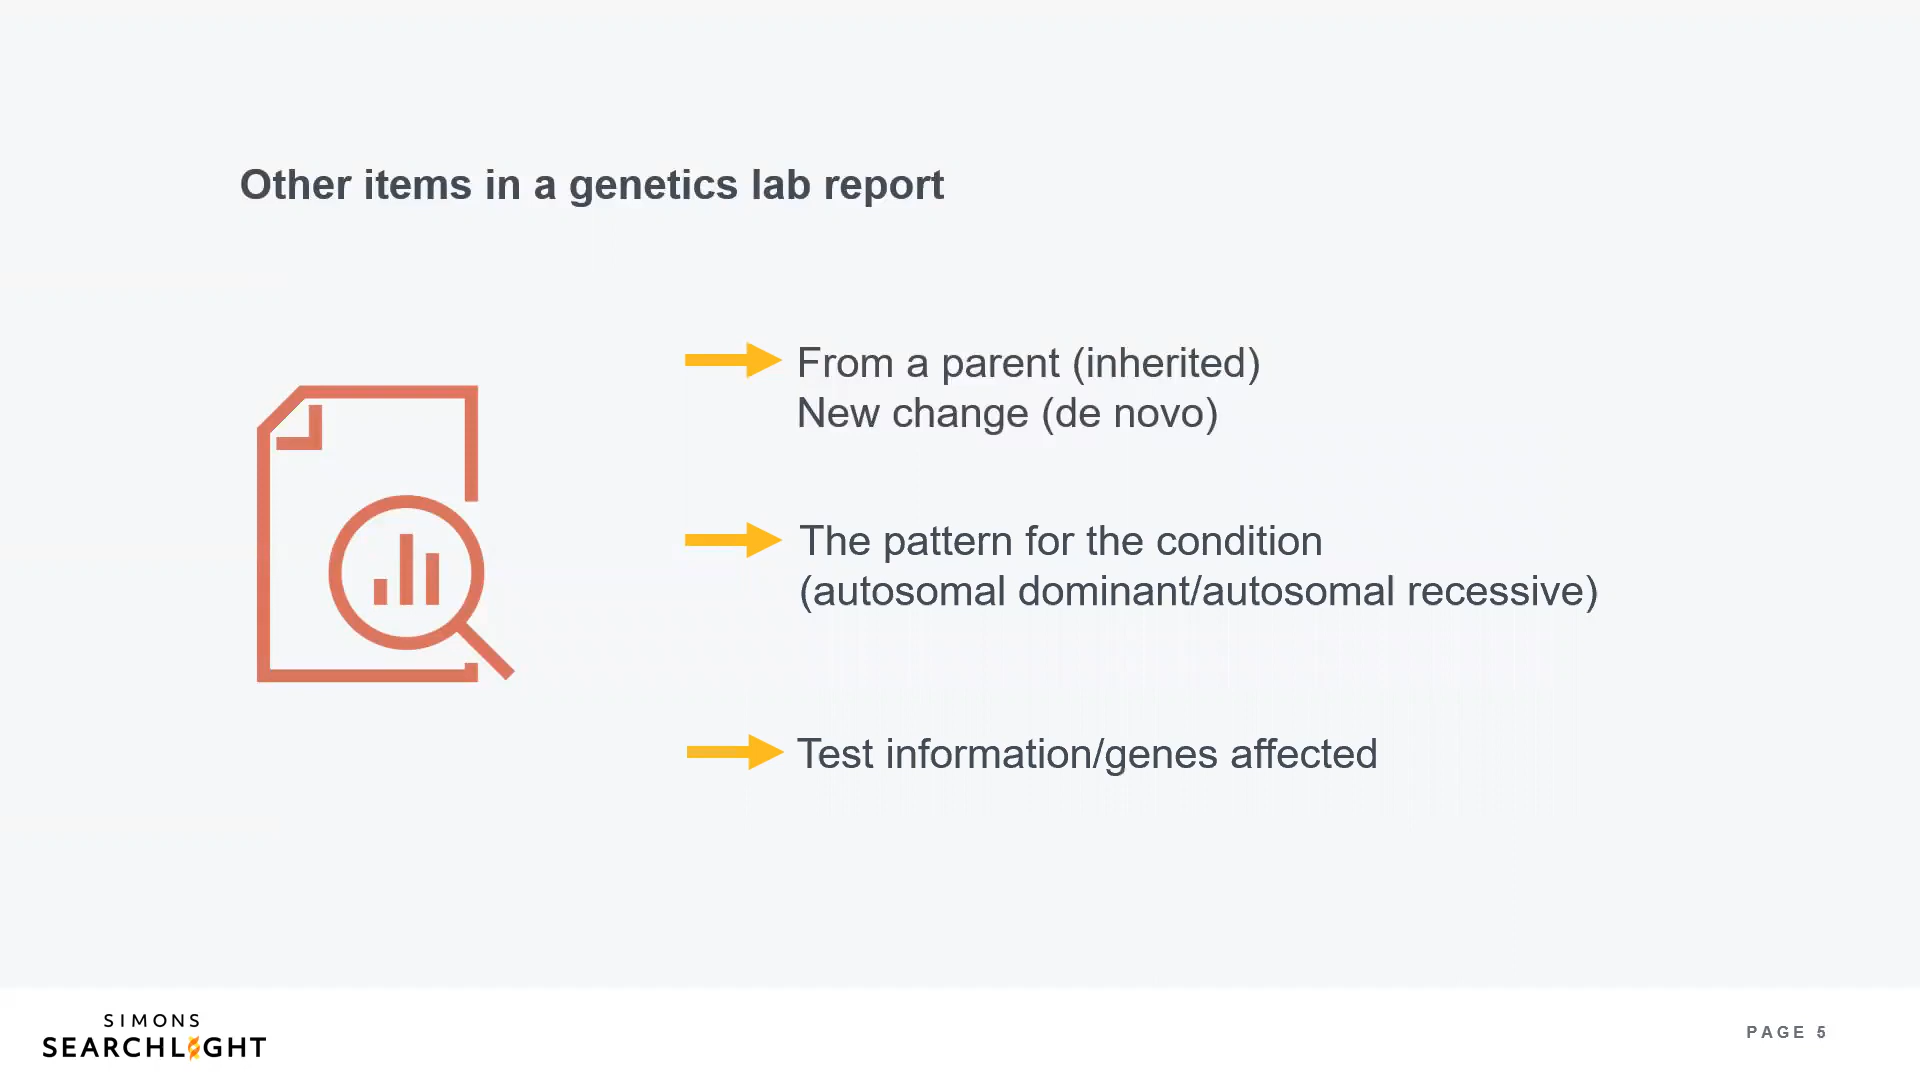 Other items in a genetics lab report
From a parent (inherited)
New change (de novo)
The pattern for the condition
(autosomal dominant/autosomal recessive)
Test information/genes affected
SIMONS
SEARCHLIGHT
PAGE 5